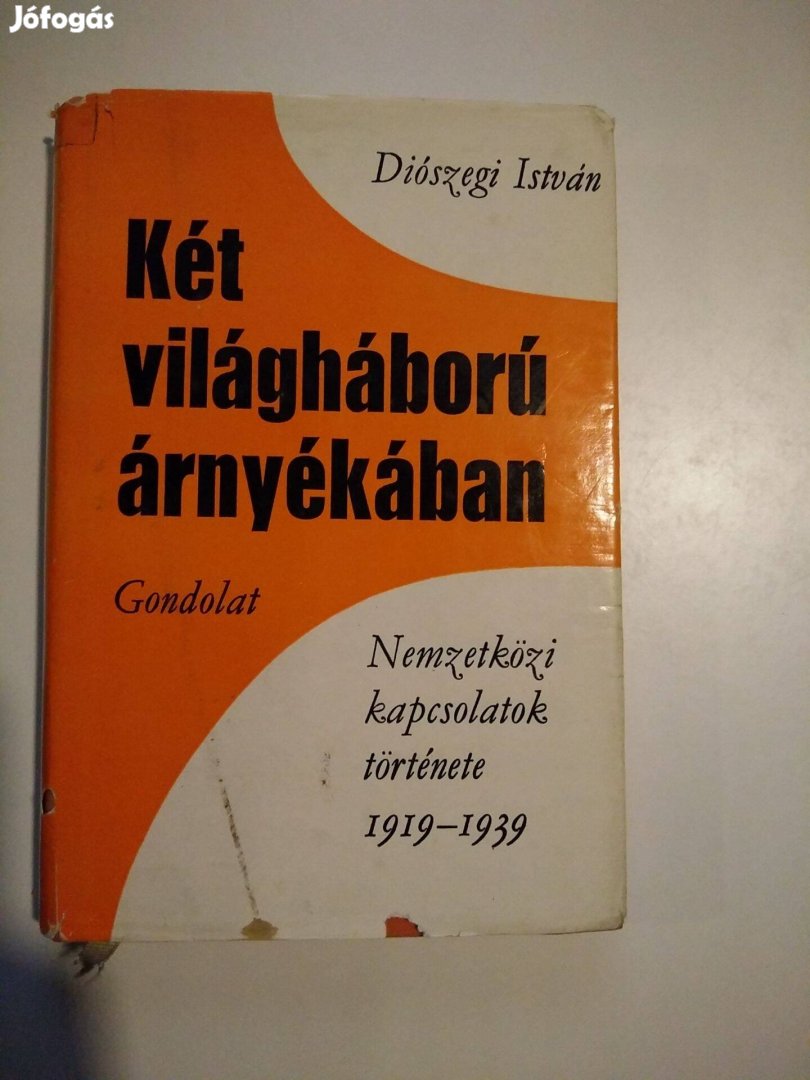 Jófogás
Diószegi István
Két
világháború
árnyékában
Gondolat
Nemzetközi
kapcsolatok
története
1919–1939